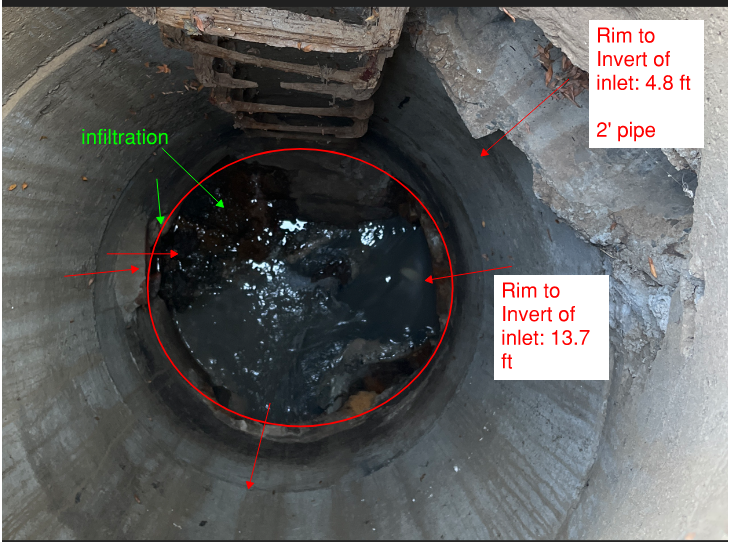 Rim to
Invert of
inlet: 4.8 ft
2' pipe
infiltration
Rim to
Invert of
inlet: 13.7
ft